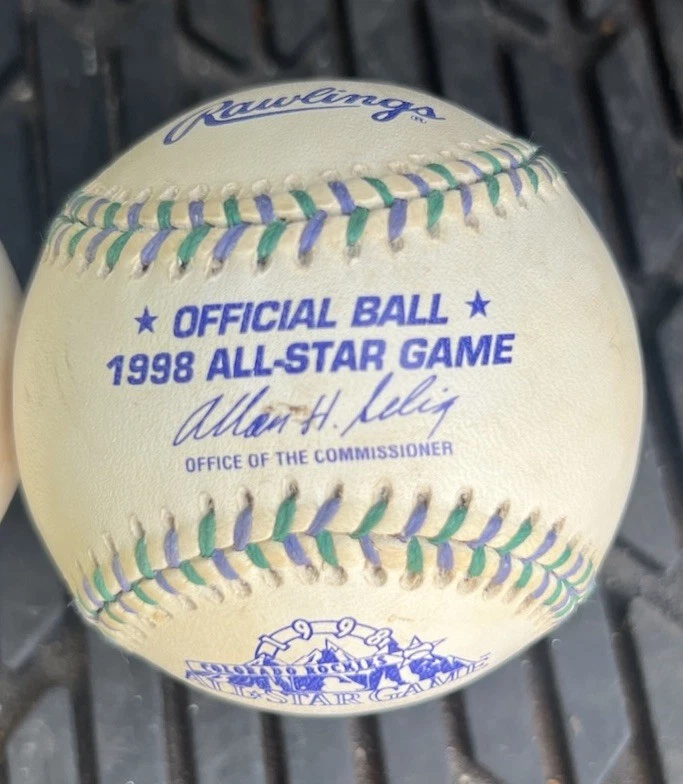 Rawlings®
★ OFFICIAL BALL ★
1998 ALL-STAR GAME
Allan H. Selig
OFFICE OF THE COMMISSIONER
1998
COLORADO ROCKIES
ALL★STAR GAME